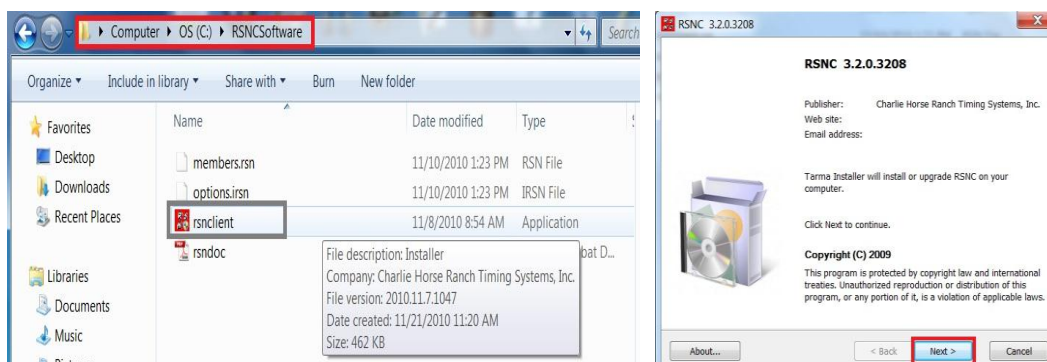 Computer ▸ OS (C:) ▸ RSNCSoftware
Search
Organize ▾ Include in library ▾ Share with ▾ Burn New folder
Favorites
Desktop
Downloads
Recent Places
Libraries
Documents
Music
Name Date modified Type
members.rsn 11/10/2010 1:23 PM RSN File
options.irsn 11/10/2010 1:23 PM IRSN File
rsnclient 11/8/2010 8:54 AM Application
rsndoc bat D...
File description: Installer
Company: Charlie Horse Ranch Timing Systems, Inc.
File version: 2010.11.7.1047
Date created: 11/21/2010 11:20 AM
Size: 462 KB
RSNC 3.2.0.3208
X
RSNC 3.2.0.3208
Publisher: Charlie Horse Ranch Timing Systems, Inc.
Web site:
Email address:
Tarma Installer will install or upgrade RSNC on your
computer.
Click Next to continue.
Copyright (C) 2009
This program is protected by copyright law and international
treaties. Unauthorized reproduction or distribution of this
program, or any portion of it, is a violation of applicable laws.
About... < Back Next > Cancel